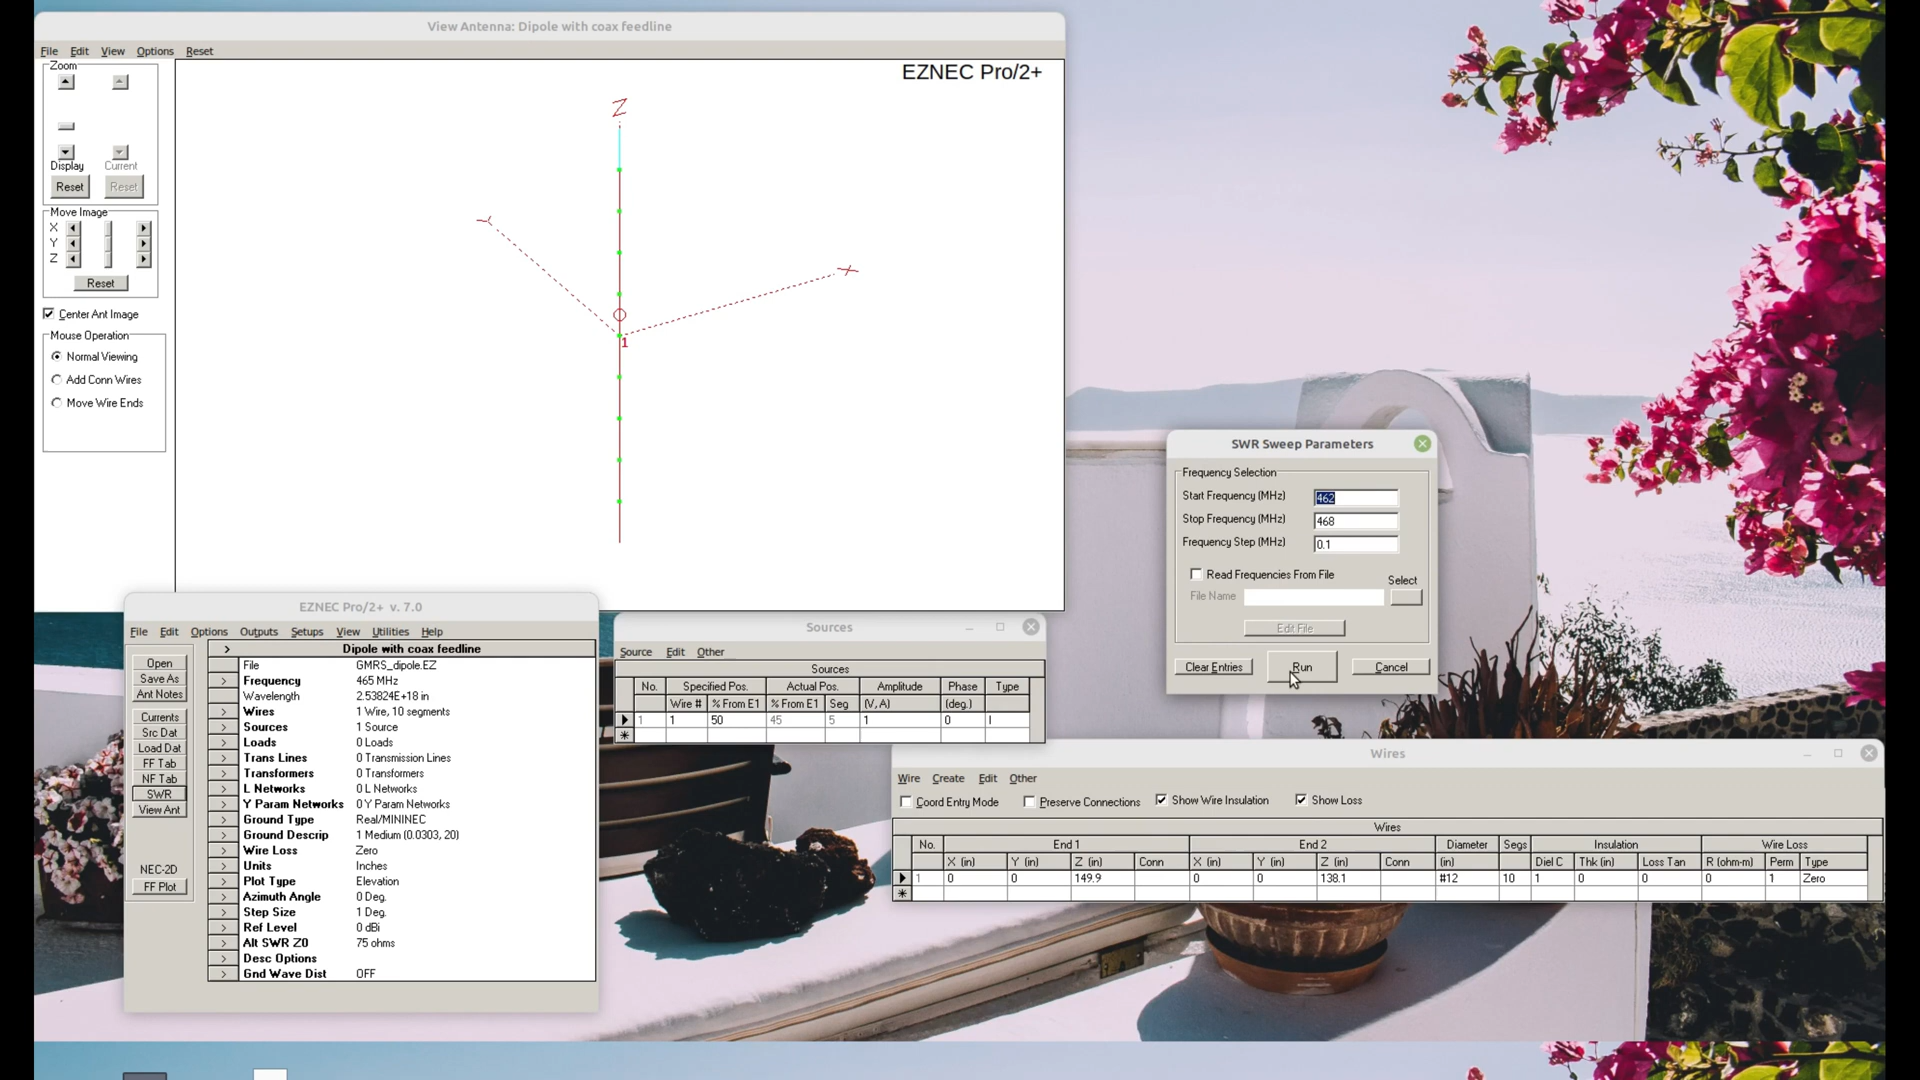 View Antenna: Dipole with coax feedline
File Edit View Options Reset
Zoom
Display Current
Reset Reset
Move Image
X
Y
Z
Reset
Center Ant Image
Mouse Operation
Normal Viewing
Add Conn Wires
Move Wire Ends
EZNEC Pro/2+
Z
Y
X
1
SWR Sweep Parameters
Frequency Selection
Start Frequency (MHz) 462
Stop Frequency (MHz) 468
Frequency Step (MHz) 0.1
Read Frequencies From File
Select
File Name
Edit File
Clear Entries Run Cancel
EZNEC Pro/2+ v. 7.0
File Edit Options Outputs Setups View Utilities Help
Open
Save As
Ant Notes
Currents
Src Dat
Load Dat
FF Tab
NF Tab
SWR
View Ant
NEC-2D
FF Plot
> Dipole with coax feedline
File GMRS_dipole.EZ
> Frequency 465 MHz
Wavelength 2.53824E+18 in
> Wires 1 Wire, 10 segments
> Sources 1 Source
> Loads 0 Loads
> Trans Lines 0 Transmission Lines
> Transformers 0 Transformers
> L Networks 0 L Networks
> Y Param Networks 0 Y Param Networks
> Ground Type Real/MININEC
> Ground Descrip 1 Medium (0.0303, 20)
> Wire Loss Zero
> Units Inches
> Plot Type Elevation
> Azimuth Angle 0 Deg.
> Step Size 1 Deg.
> Ref Level 0 dBi
> Alt SWR Z0 75 ohms
> Desc Options
> Gnd Wave Dist OFF
Sources
Source Edit Other
Sources
No. Specified Pos. Actual Pos. Amplitude Phase Type
Wire # % From E1 % From E1 Seg (V, A) (deg.)
1 1 50 45 5 1 0 I
Wires
Wire Create Edit Other
Coord Entry Mode Preserve Connections Show Wire Insulation Show Loss
Wires
No. End 1 End 2 Diameter Segs Insulation Wire Loss
X (in) Y (in) Z (in) Conn X (in) Y (in) Z (in) Conn (in) Diel C Thk (in) Loss Tan R (ohm-m) Perm Type
1 0 0 149.9 0 0 138.1 #12 10 1 0 0 0 1 Zero